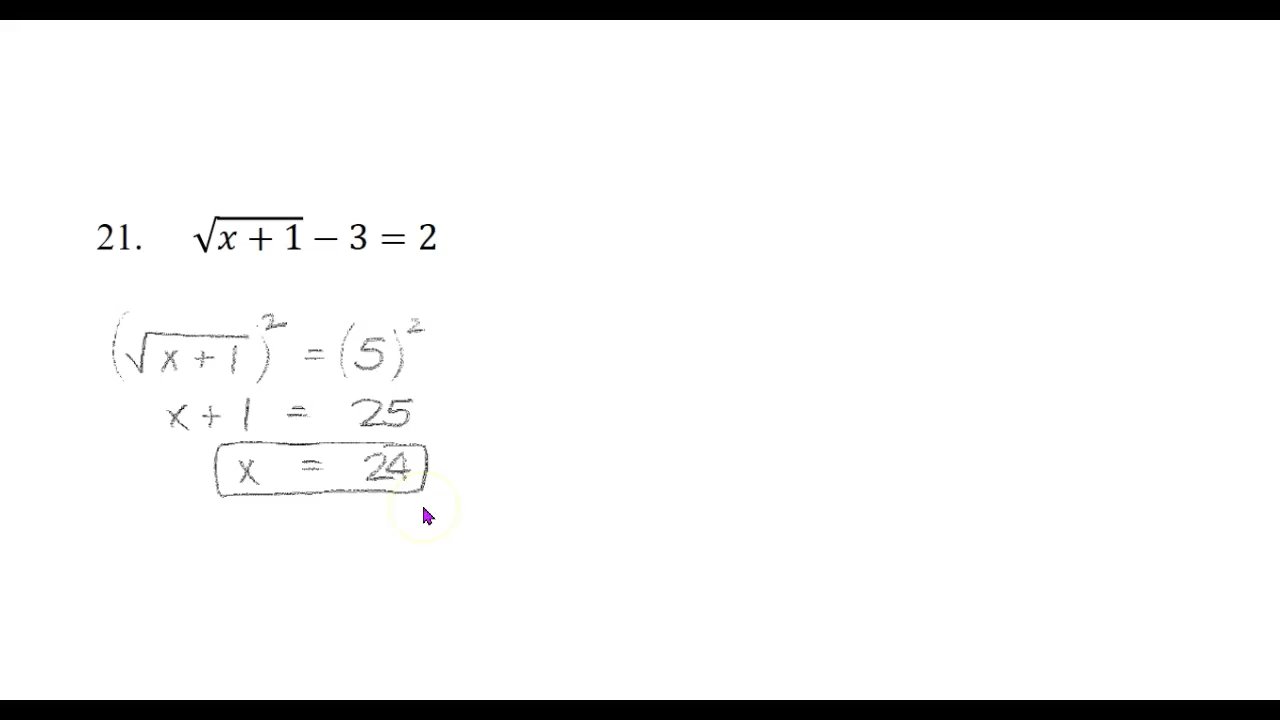 21. √x + 1 − 3 = 2
(√x + 1)² = (5)²
x + 1 = 25
x = 24